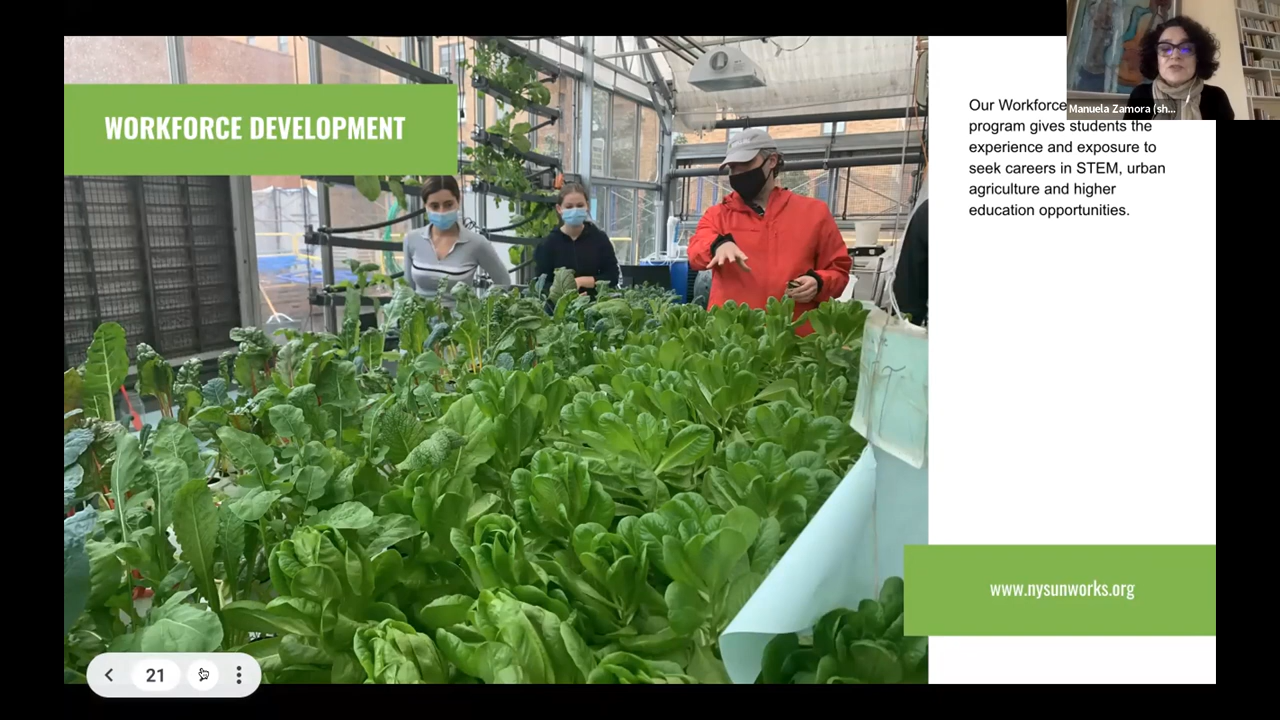 WORKFORCE DEVELOPMENT
Manuela Zamora (sh...
Our Workforce
program gives students the
experience and exposure to
seek careers in STEM, urban
agriculture and higher
education opportunities.
www.nysunworks.org
21